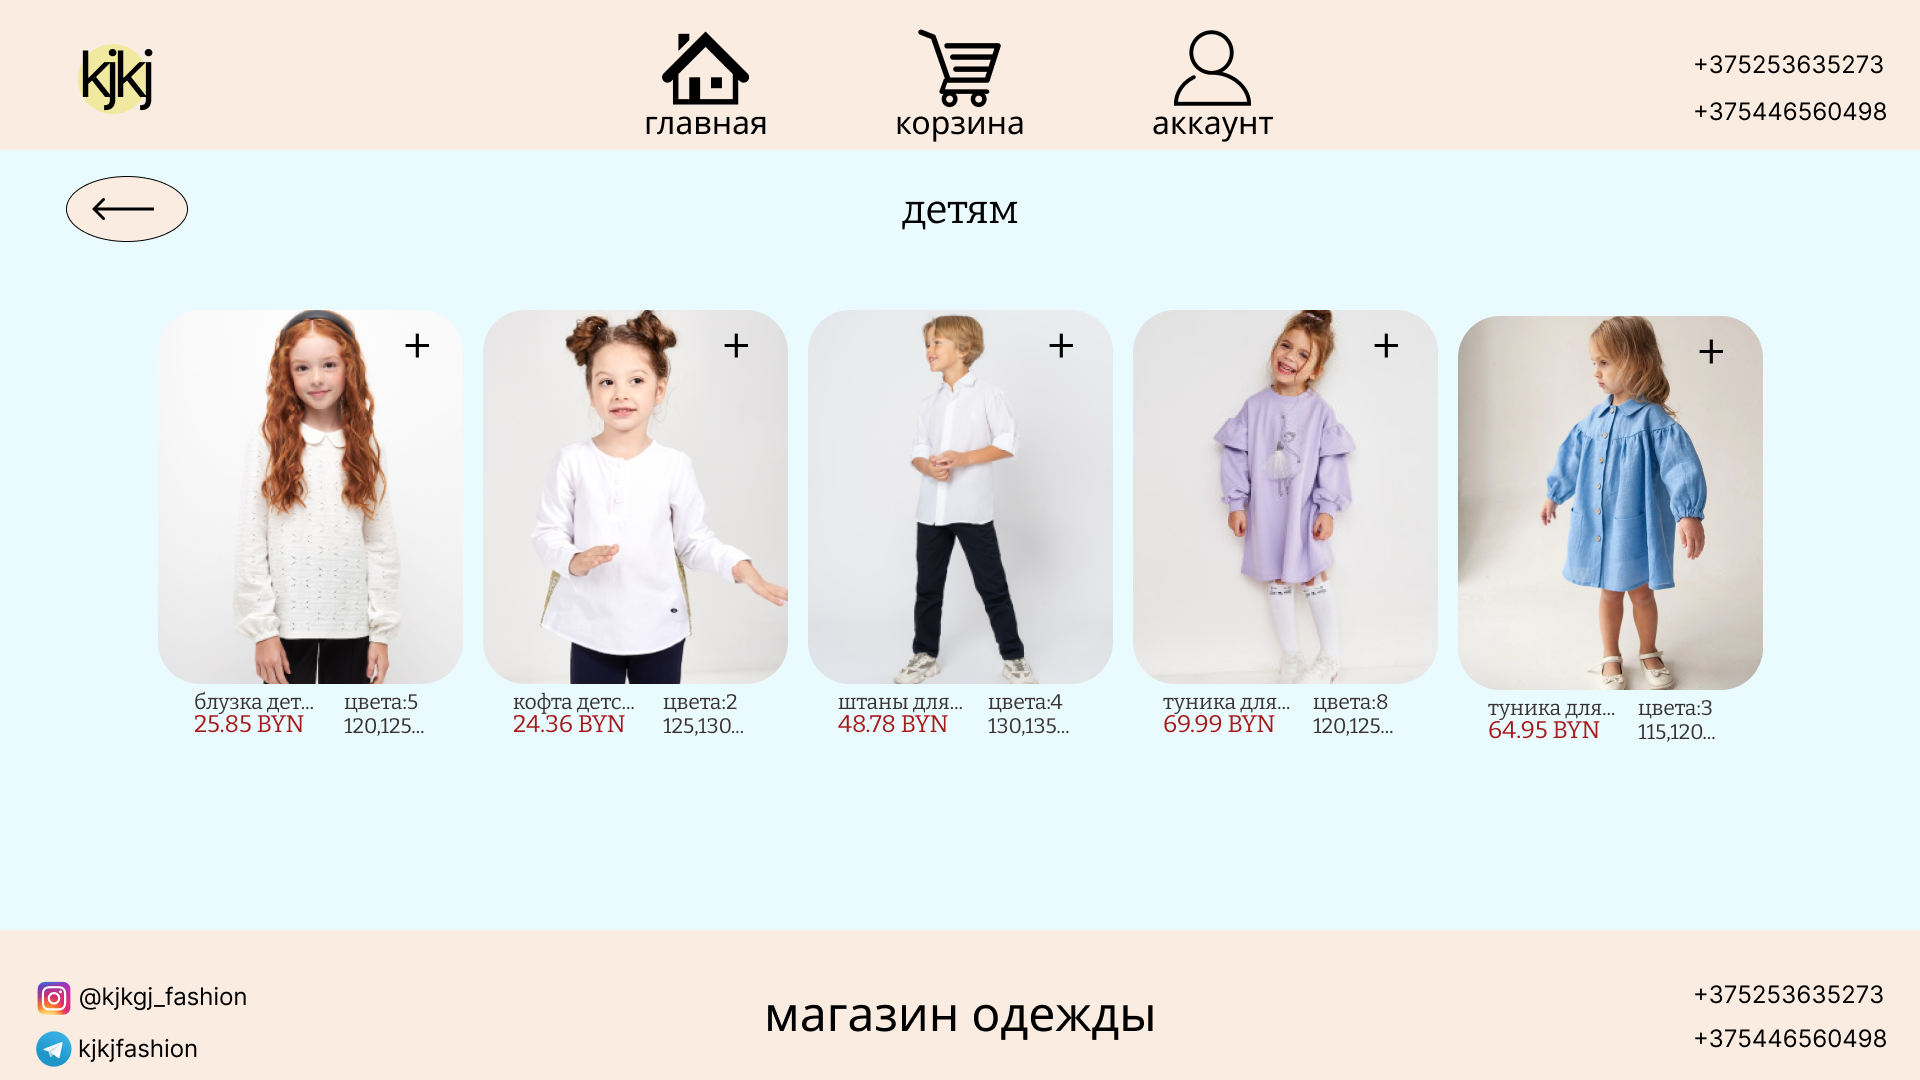 kjkj
главная
корзина
аккаунт
+375253635273
+375446560498
детям
блузка дет...
25.85 BYN
цвета:5
120,125...
кофта детс...
24.36 BYN
цвета:2
125,130...
штаны для...
48.78 BYN
цвета:4
130,135...
туника для...
69.99 BYN
цвета:8
120,125...
туника для...
64.95 BYN
цвета:3
115,120...
@kjkgj_fashion
kjkjfashion
магазин одежды
+375253635273
+375446560498